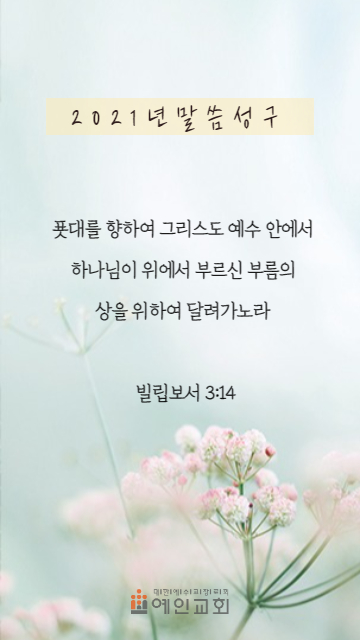 2021년말씀성구
푯대를 향하여 그리스도 예수 안에서
하나님이 위에서 부르신 부름의
상을 위하여 달려가노라
빌립보서 3:14
예인교회